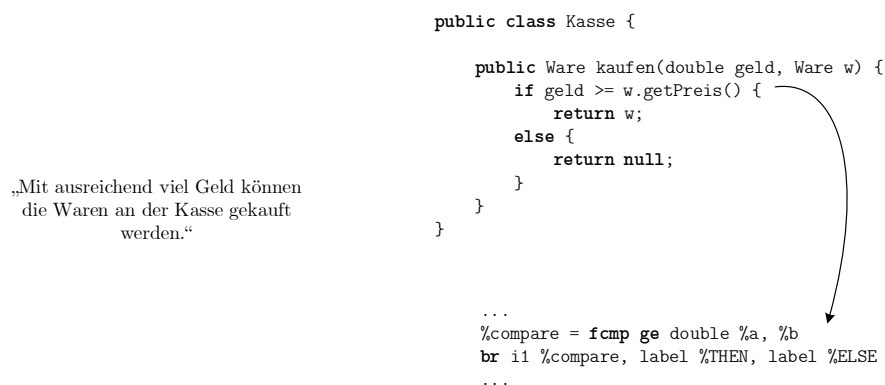 „Mit ausreichend viel Geld können
die Waren an der Kasse gekauft
werden.“
public class Kasse {
    public Ware kaufen(double geld, Ware w) {
        if geld >= w.getPreis() {
            return w;
        else {
            return null;
        }
    }
}
...
%compare = fcmp ge double %a, %b
br i1 %compare, label %THEN, label %ELSE
...